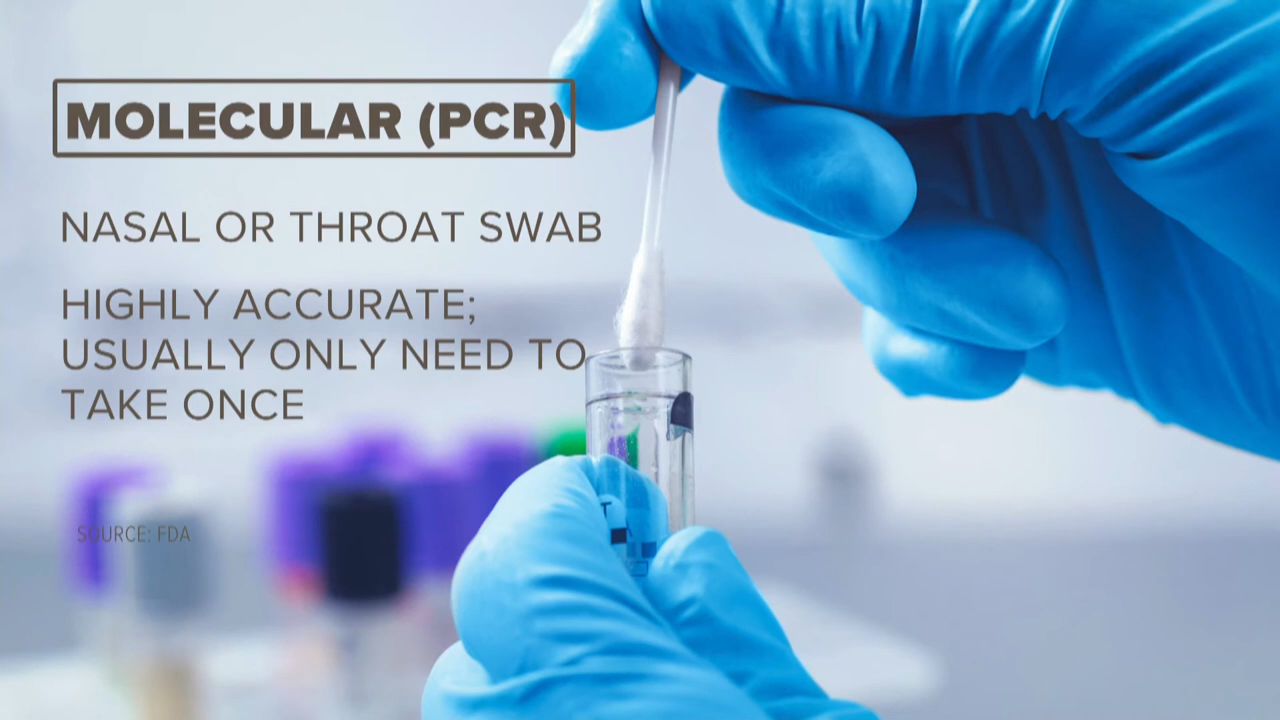 MOLECULAR (PCR)
NASAL OR THROAT SWAB
HIGHLY ACCURATE;
USUALLY ONLY NEED TO
TAKE ONCE
SOURCE: FDA